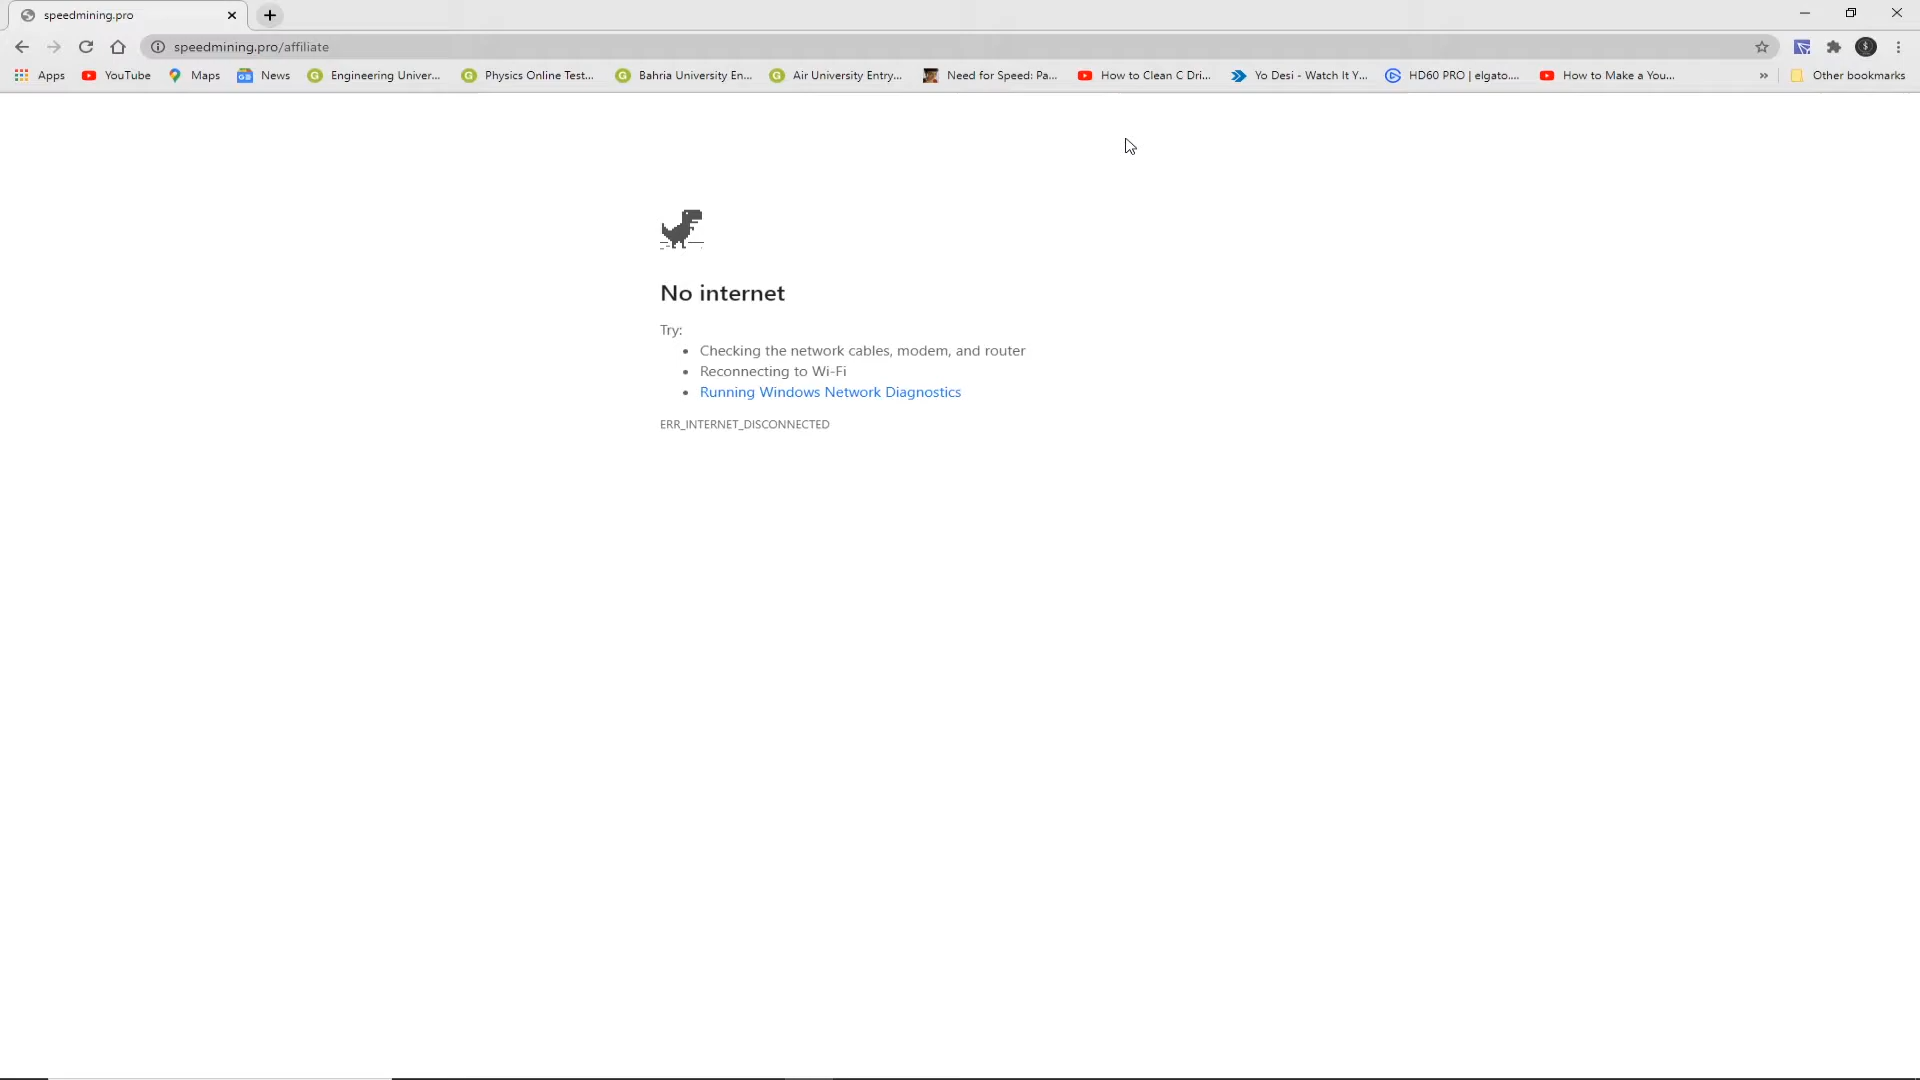 speedmining.pro
speedmining.pro/affiliate
Apps YouTube Maps News Engineering Univer... Physics Online Test... Bahria University En... Air University Entry... Need for Speed: Pa... How to Clean C Dri... Yo Desi - Watch It Y... HD60 PRO | elgato.... How to Make a You... » Other bookmarks
No internet
Try:
• Checking the network cables, modem, and router
• Reconnecting to Wi-Fi
• Running Windows Network Diagnostics
ERR_INTERNET_DISCONNECTED